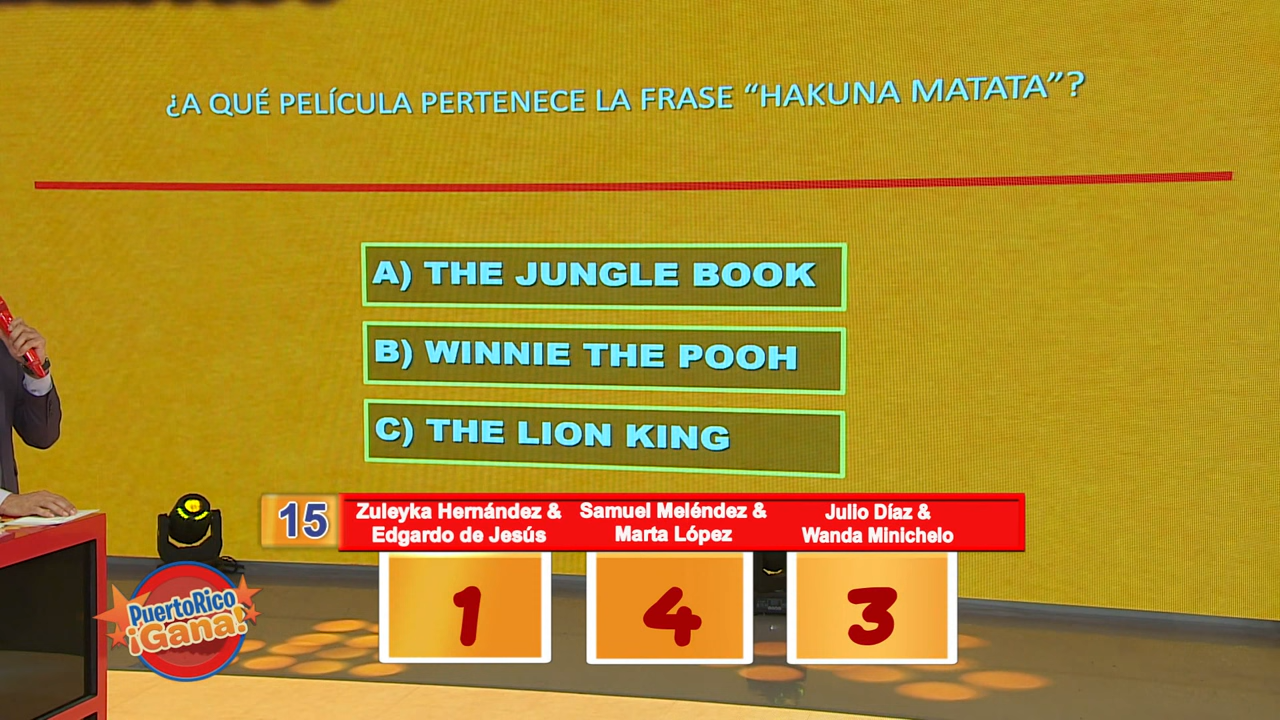 ¿A QUÉ PELÍCULA PERTENECE LA FRASE “HAKUNA MATATA”?
A) THE JUNGLE BOOK
B) WINNIE THE POOH
C) THE LION KING
15
Zuleyka Hernández &
Edgardo de Jesús
Samuel Meléndez &
Marta López
Julio Díaz &
Wanda Minichelo
1
4
3
PuertoRico
¡Gana!